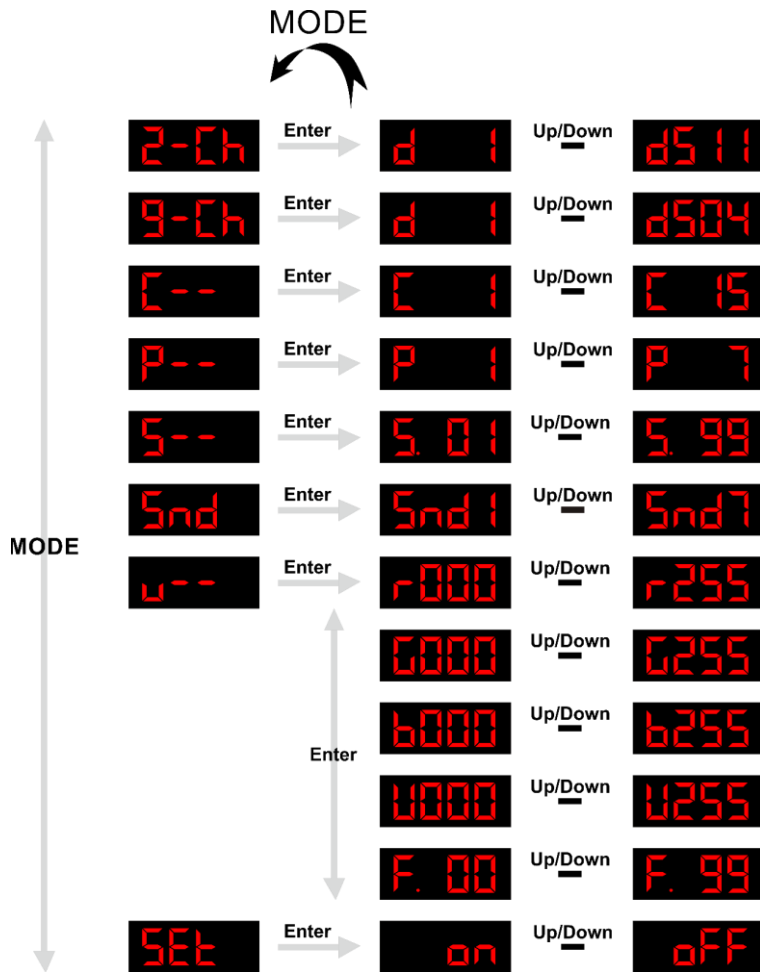 MODE
2-Ch Enter d 1 Up/Down d511
9-Ch Enter d 1 Up/Down d504
C-- Enter C 1 Up/Down C 15
P-- Enter P 1 Up/Down P 7
S-- Enter S. 01 Up/Down S. 99
Snd Enter Snd1 Up/Down Snd7
MODE
u-- Enter r000 Up/Down r255
G000 Up/Down G255
b000 Up/Down b255
Enter
U000 Up/Down U255
F. 00 Up/Down F. 99
SEt Enter on Up/Down oFF